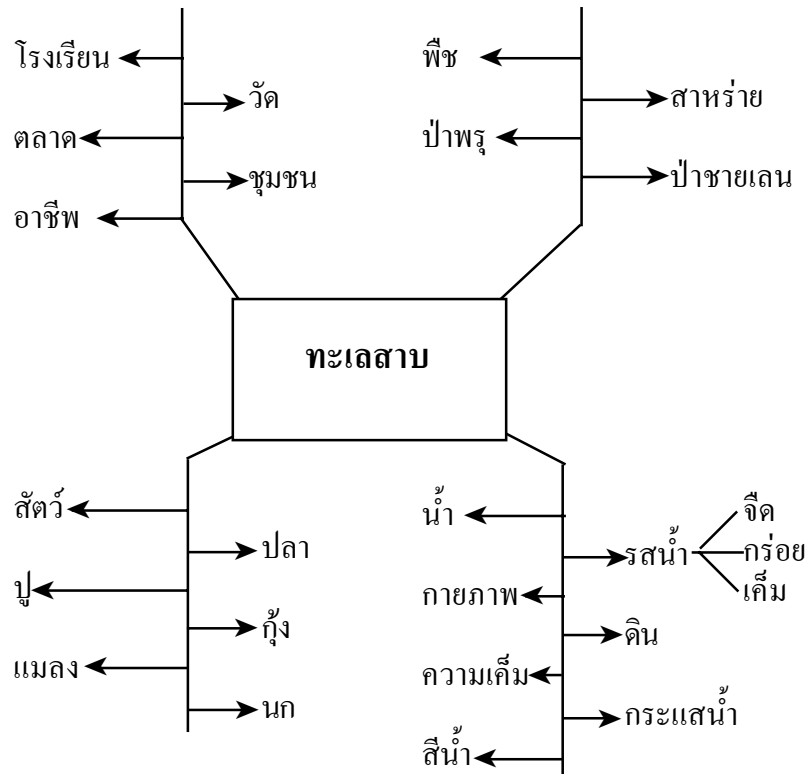 โรงเรียน
วัด
ตลาด
ชุมชน
อาชีพ
พืช
สาหร่าย
ป่าพรุ
ป่าชายเลน
ทะเลสาบ
สัตว์
ปลา
ปู
กุ้ง
แมลง
นก
น้ำ
รสน้ำ
จืด
กร่อย
เค็ม
กายภาพ
ดิน
ความเค็ม
กระแสน้ำ
สีน้ำ